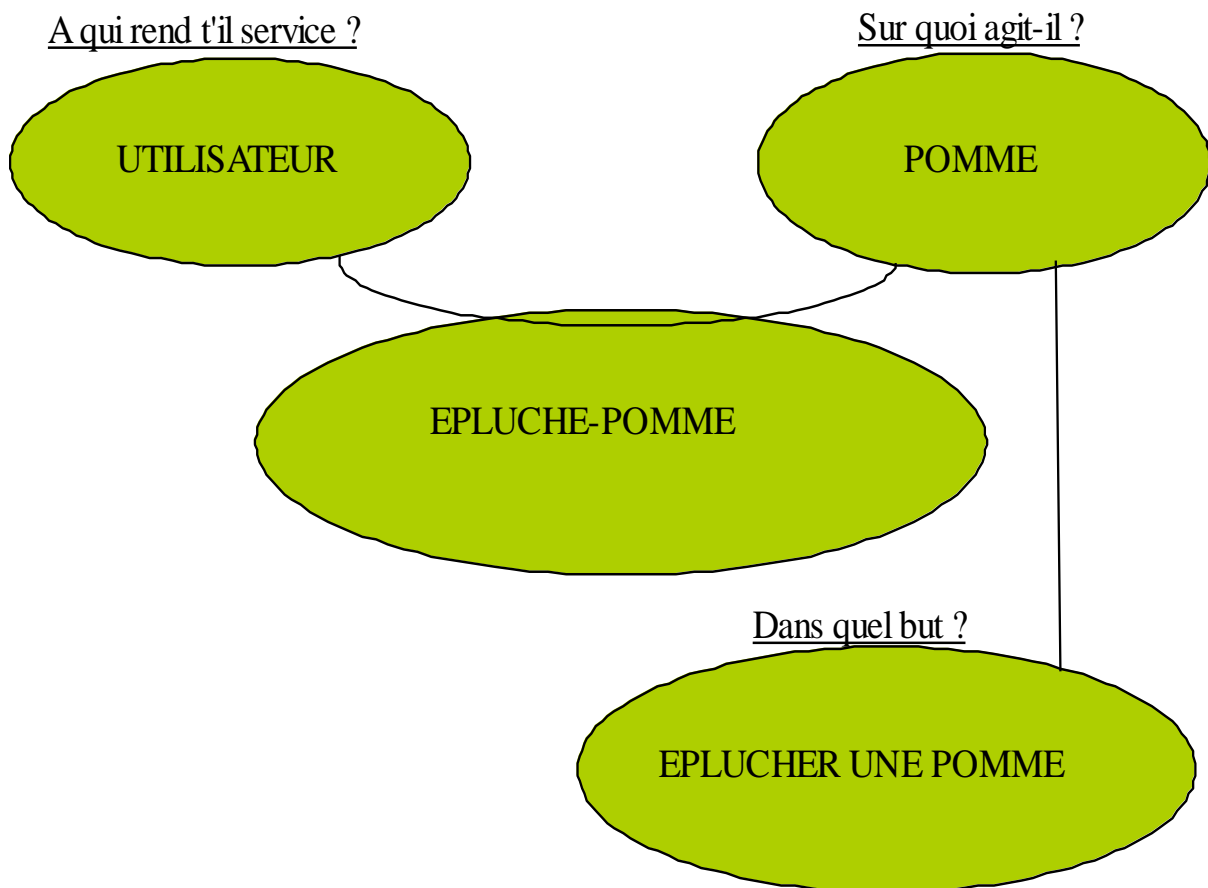 A qui rend t'il service ?
Sur quoi agit-il ?
UTILISATEUR
POMME
EPLUCHE-POMME
Dans quel but ?
EPLUCHER UNE POMME